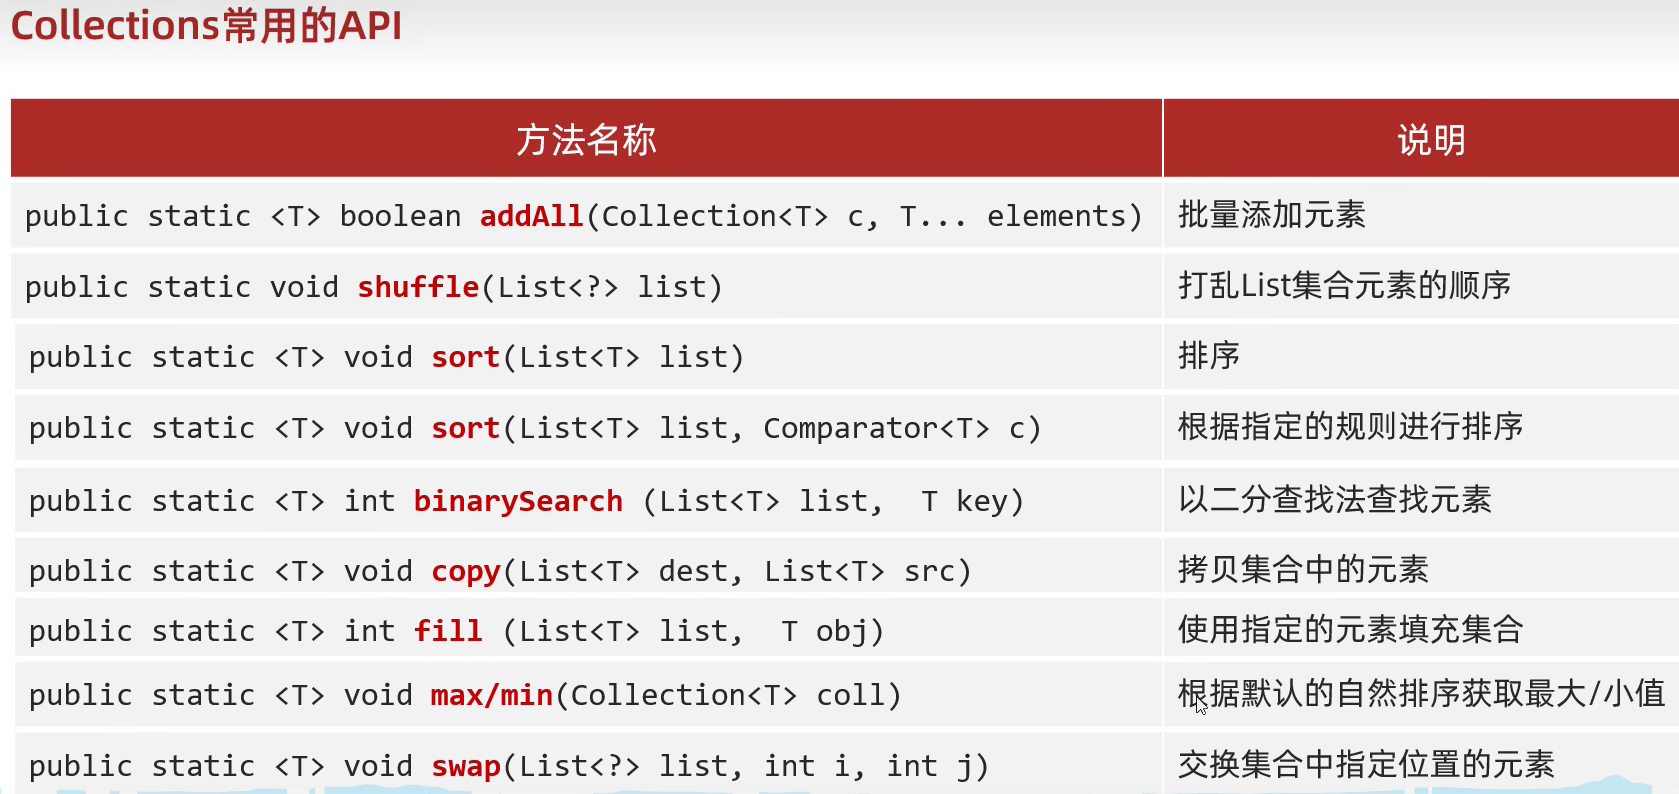 Collections常用的API
方法名称 说明
public static <T> boolean addAll(Collection<T> c, T... elements) 批量添加元素
public static void shuffle(List<?> list) 打乱List集合元素的顺序
public static <T> void sort(List<T> list) 排序
public static <T> void sort(List<T> list, Comparator<T> c) 根据指定的规则进行排序
public static <T> int binarySearch (List<T> list, T key) 以二分查找法查找元素
public static <T> void copy(List<T> dest, List<T> src) 拷贝集合中的元素
public static <T> int fill (List<T> list, T obj) 使用指定的元素填充集合
public static <T> void max/min(Collection<T> coll) 根据默认的自然排序获取最大/小值
public static <T> void swap(List<?> list, int i, int j) 交换集合中指定位置的元素